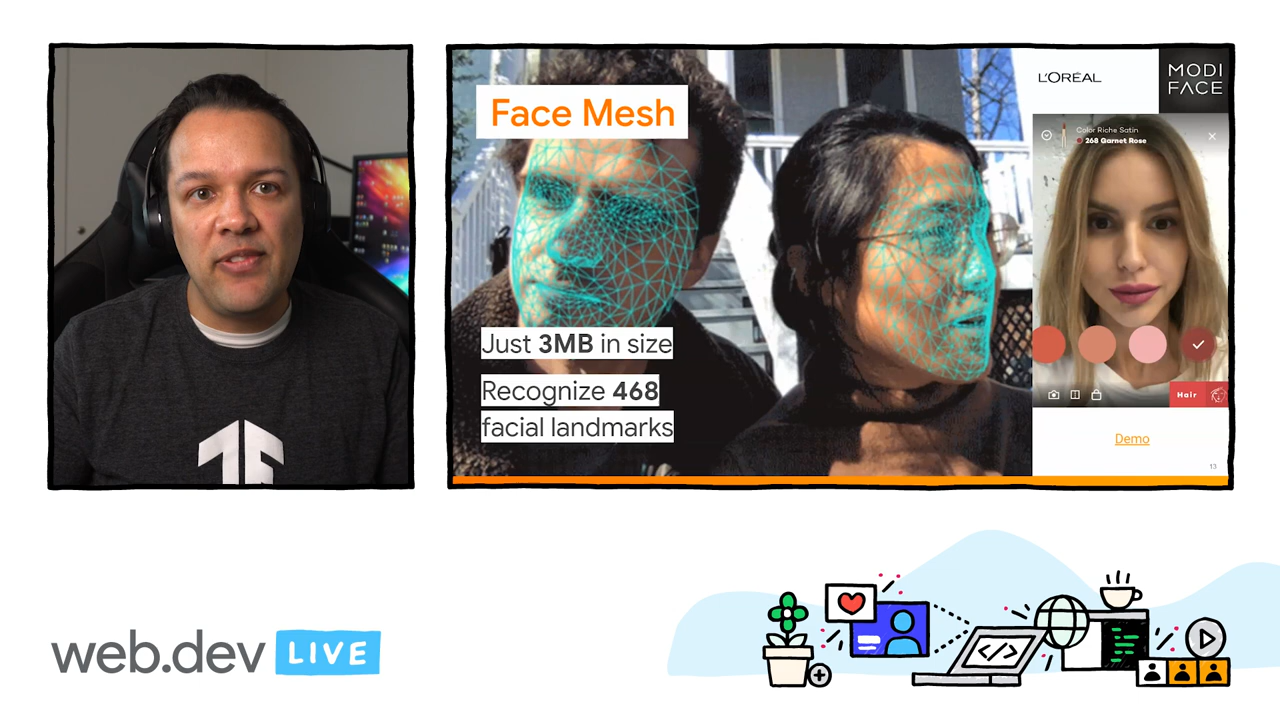 Face Mesh
Just 3MB in size
Recognize 468
facial landmarks
L'ORÉAL
MODI
FACE
Color Riche Satin
268 Garnet Rose
Hair
Demo
13
web.dev LIVE